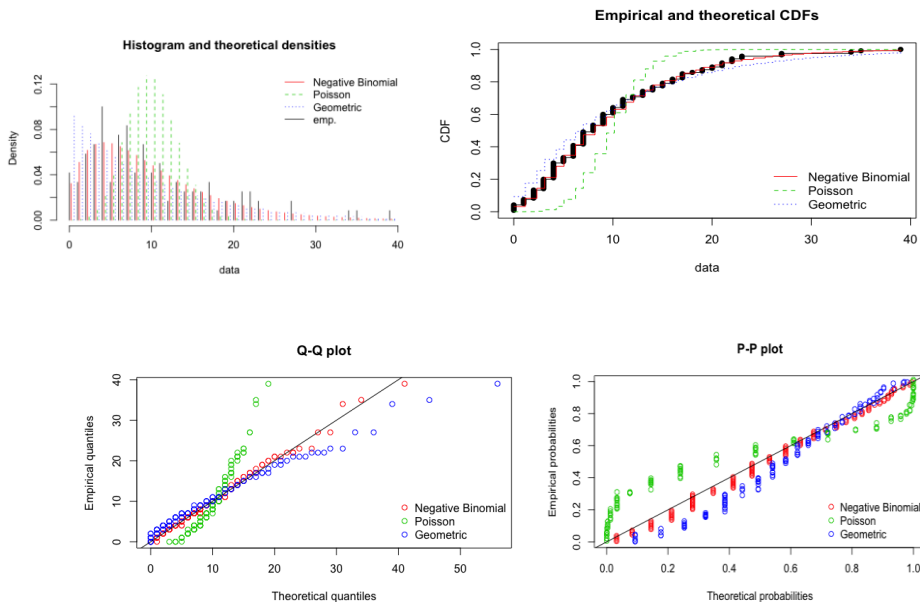 Histogram and theoretical densities
Density
0.00 0.04 0.08 0.12
Negative Binomial
Poisson
Geometric
emp.
0 10 20 30 40
data
Empirical and theoretical CDFs
CDF
0.0 0.2 0.4 0.6 0.8 1.0
Negative Binomial
Poisson
Geometric
0 10 20 30 40
data
Q-Q plot
Empirical quantiles
0 10 20 30 40
Negative Binomial
Poisson
Geometric
0 10 20 30 40 50
Theoretical quantiles
P-P plot
Empirical probabilities
0.0 0.2 0.4 0.6 0.8 1.0
Negative Binomial
Poisson
Geometric
0.0 0.2 0.4 0.6 0.8 1.0
Theoretical probabilities